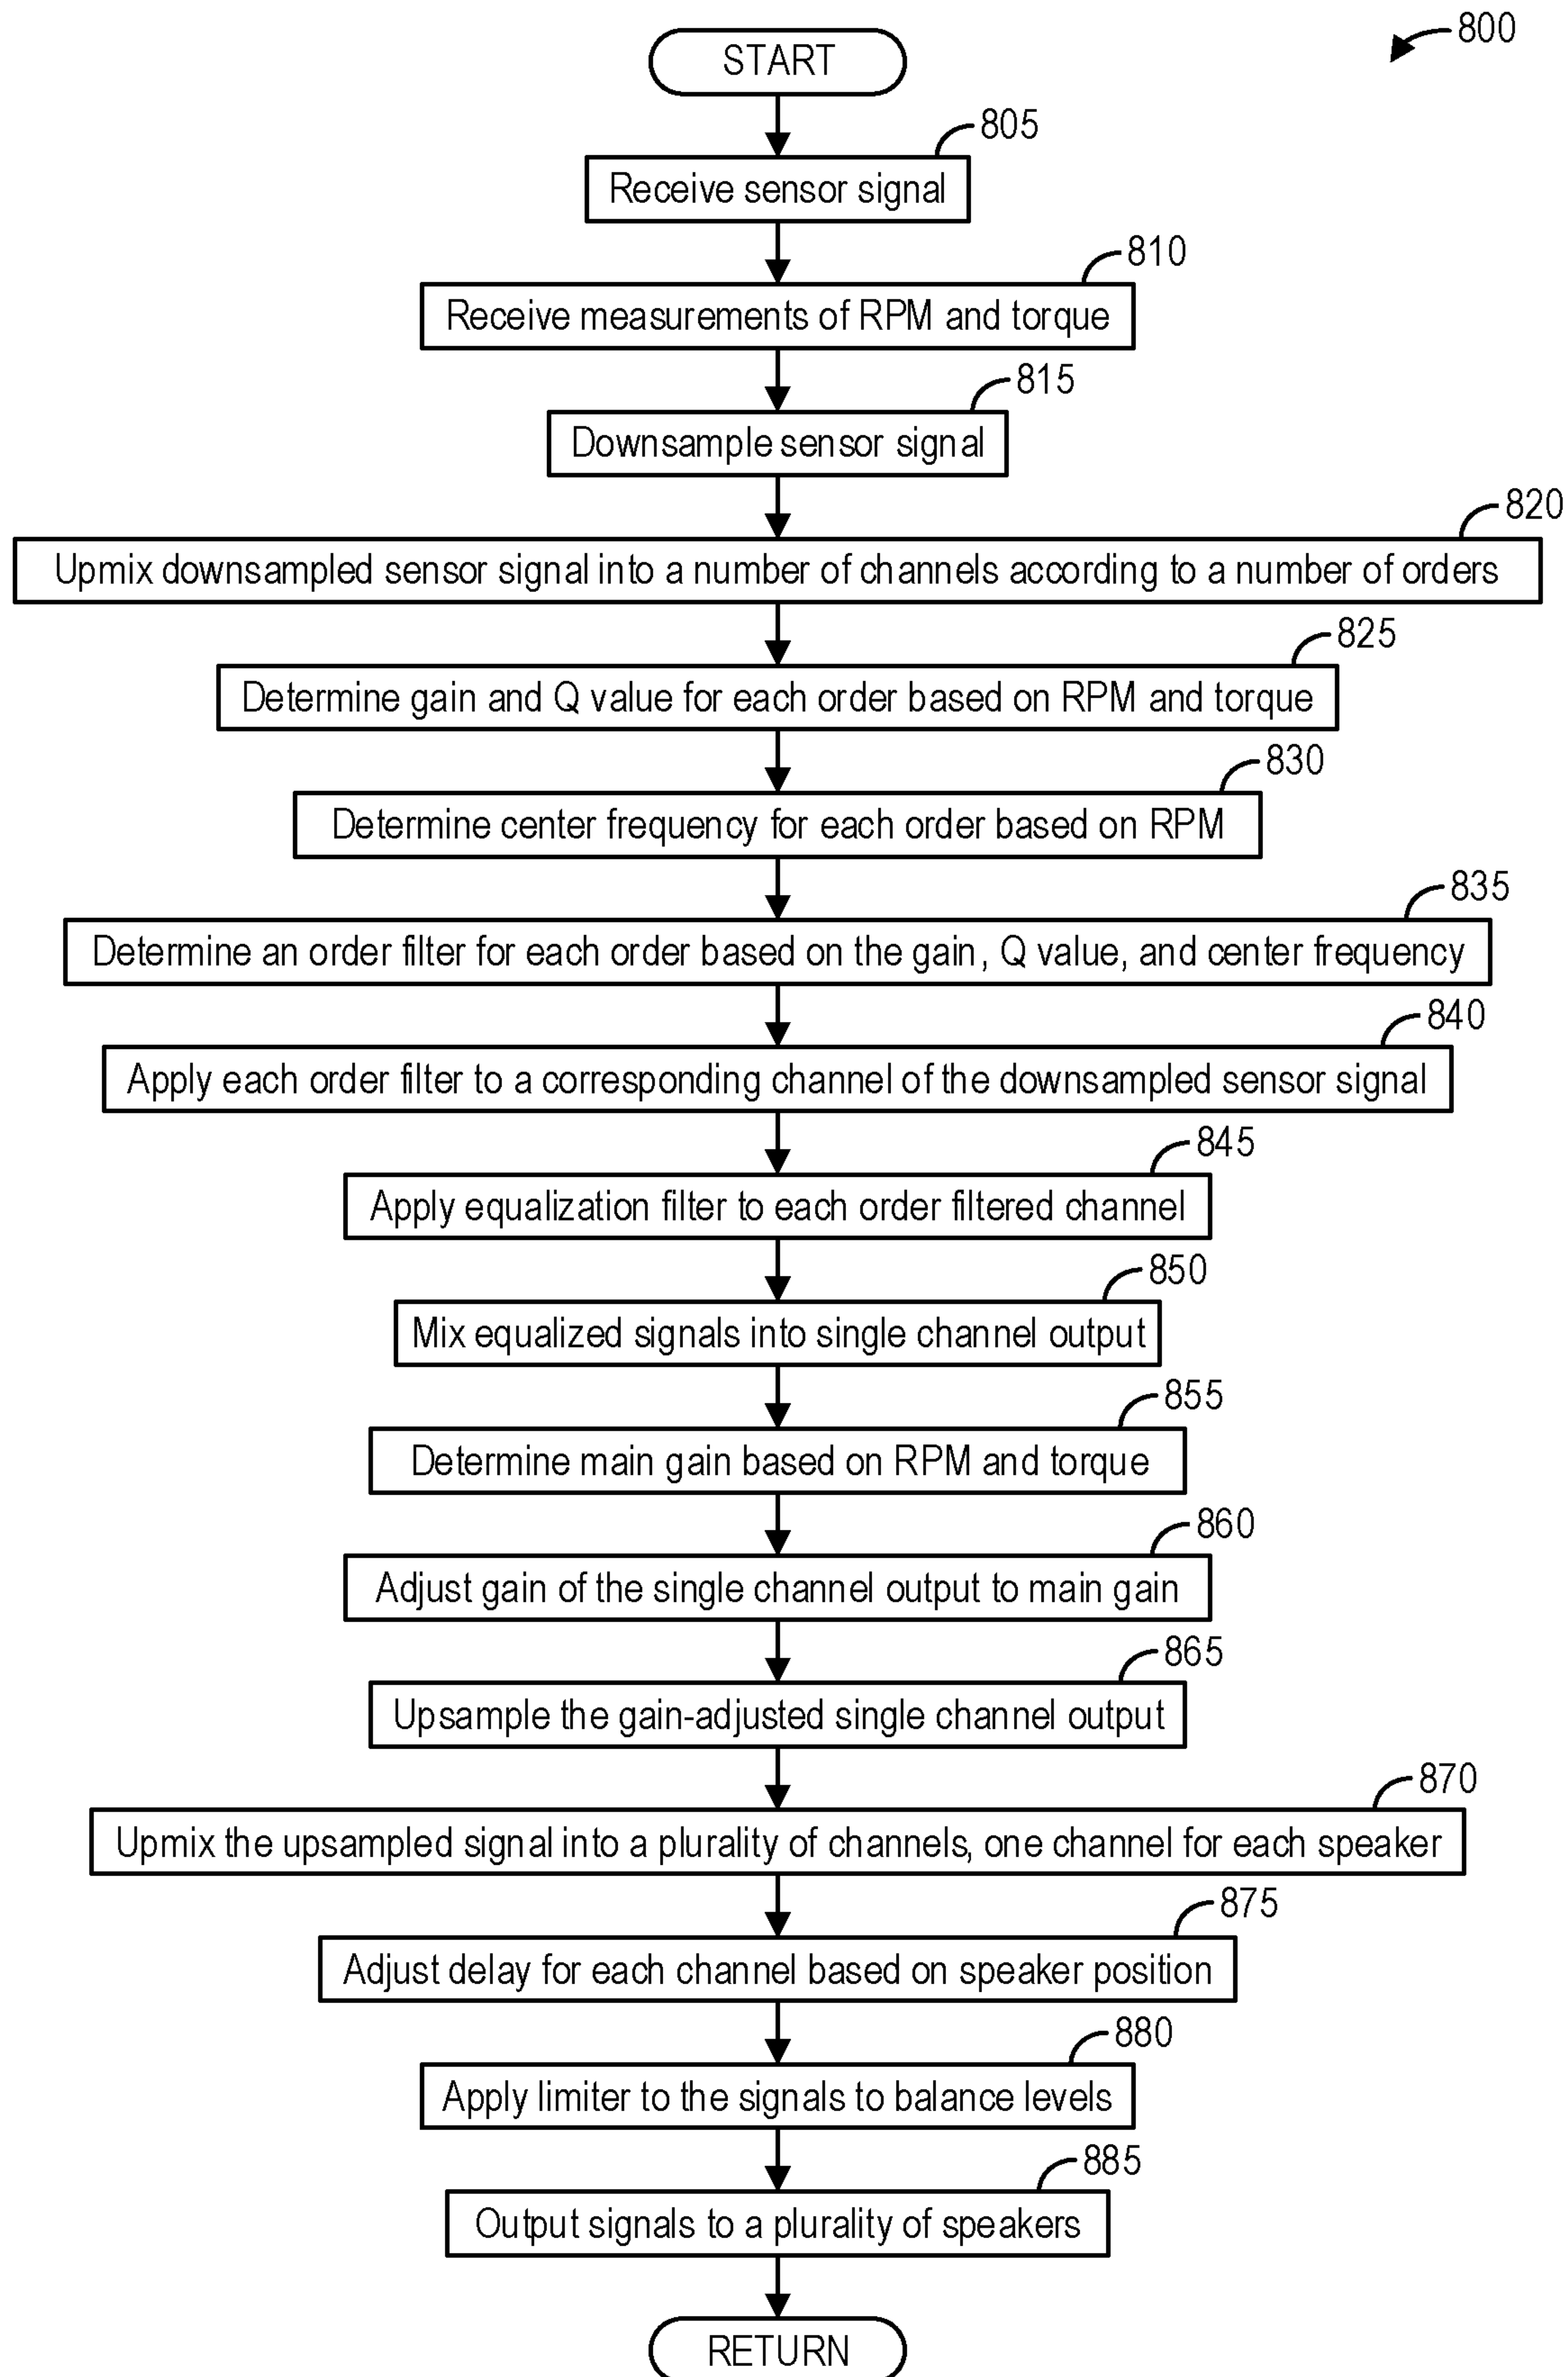 800
START
805
Receive sensor signal
810
Receive measurements of RPM and torque
815
Downsample sensor signal
820
Upmix downsampled sensor signal into a number of channels according to a number of orders
825
Determine gain and Q value for each order based on RPM and torque
830
Determine center frequency for each order based on RPM
835
Determine an order filter for each order based on the gain, Q value, and center frequency
840
Apply each order filter to a corresponding channel of the downsampled sensor signal
845
Apply equalization filter to each order filtered channel
850
Mix equalized signals into single channel output
855
Determine main gain based on RPM and torque
860
Adjust gain of the single channel output to main gain
865
Upsample the gain-adjusted single channel output
870
Upmix the upsampled signal into a plurality of channels, one channel for each speaker
875
Adjust delay for each channel based on speaker position
880
Apply limiter to the signals to balance levels
885
Output signals to a plurality of speakers
RETURN